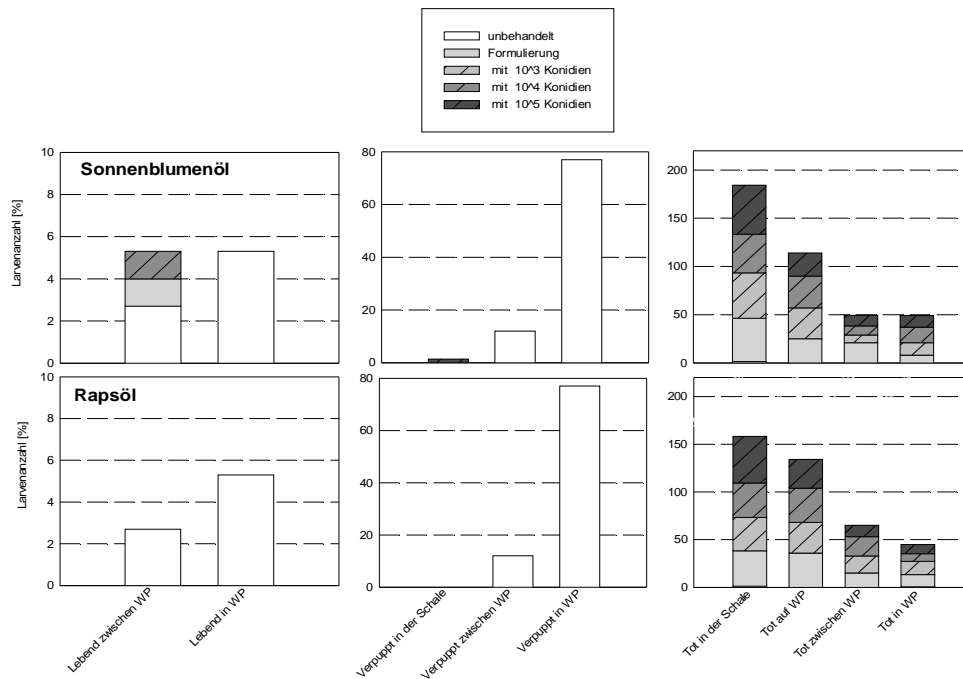 unbehandelt
Formulierung
mit 10^3 Konidien
mit 10^4 Konidien
mit 10^5 Konidien
Larvenanzahl [%]
10
8
6
4
2
0
Sonnenblumenöl
80
60
40
20
0
200
150
100
50
0
Larvenanzahl [%]
10
8
6
4
2
0
Rapsöl
80
60
40
20
0
200
150
100
50
0
Lebend zwischen WP
Lebend in WP
Verpuppt in der Schale
Verpuppt zwischen WP
Verpuppt in WP
Tot in der Schale
Tot auf WP
Tot zwischen WP
Tot in WP